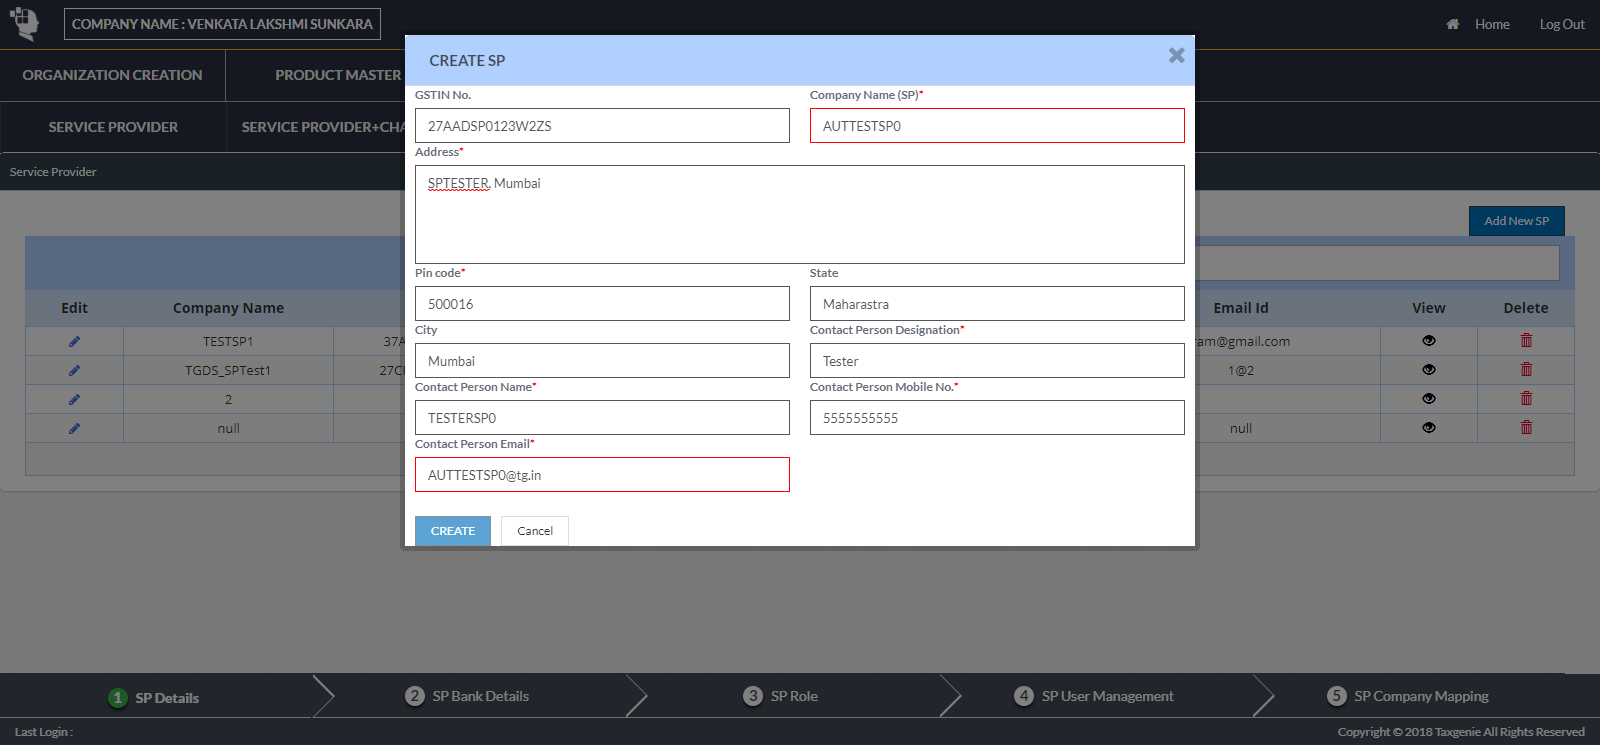 COMPANY NAME : VENKATA LAKSHMI SUNKARA
Home
Log Out
ORGANIZATION CREATION
PRODUCT MASTER
SERVICE PROVIDER
SERVICE PROVIDER+CHA
Service Provider
Add New SP
CREATE SP
GSTIN No.
Company Name (SP)*
27AADSP0123W2ZS
AUTTESTSP0
Address*
SPTESTER, Mumbai
Pin code*
State
500016
Maharastra
City
Contact Person Designation*
Mumbai
Tester
Contact Person Name*
Contact Person Mobile No.*
TESTERSP0
5555555555
Contact Person Email*
AUTTESTSP0@tg.in
CREATE
Cancel
Edit
Company Name
Email Id
View
Delete
TESTSP1
37A
ram@gmail.com
TGDS_SPTest1
1@2
2
null
null
1 SP Details
2 SP Bank Details
3 SP Role
4 SP User Management
5 SP Company Mapping
Last Login :
Copyright © 2018 Taxgenie All Rights Reserved